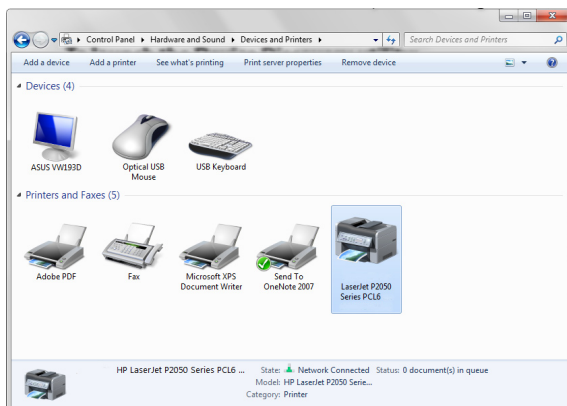 Control Panel Hardware and Sound Devices and Printers Search Devices and Printers
Add a device Add a printer See what's printing Print server properties Remove device
Devices (4)
ASUS VW193D Optical USB Mouse USB Keyboard
Printers and Faxes (5)
Adobe PDF Fax Microsoft XPS Document Writer Send To OneNote 2007 LaserJet P2050 Series PCL6
HP LaserJet P2050 Series PCL6 ... State: Network Connected Status: 0 document(s) in queue
Model: HP LaserJet P2050 Serie...
Category: Printer